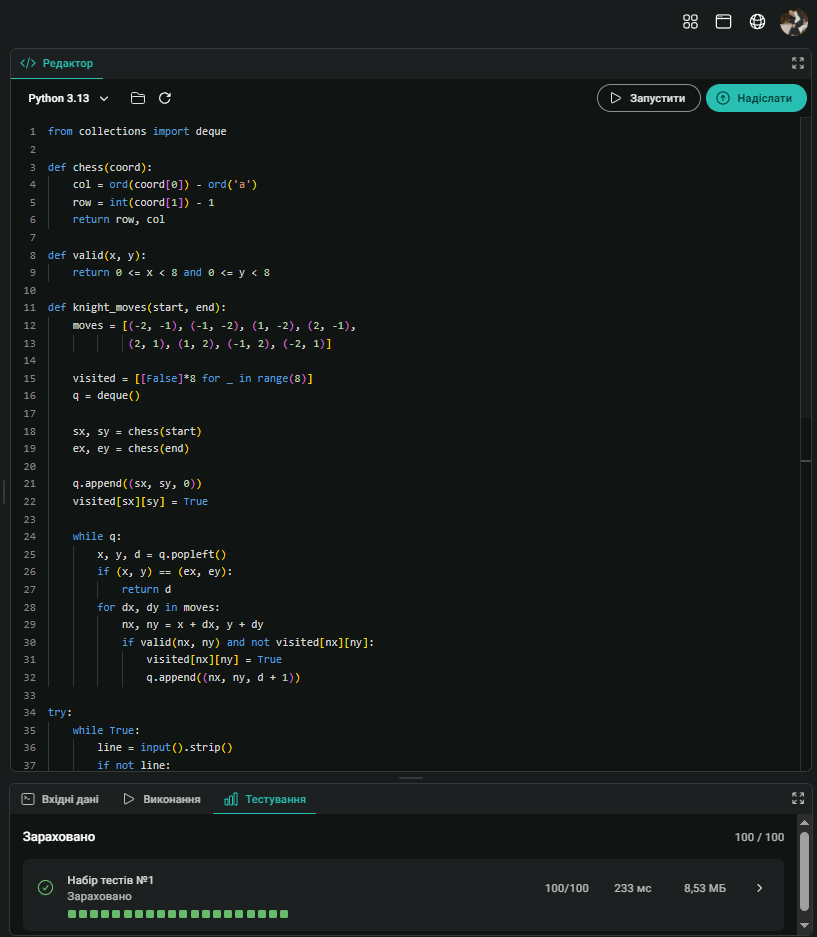 </> Редактор
Python 3.13
Запустити
Надіслати
1 from collections import deque
2
3 def chess(coord):
4     col = ord(coord[0]) - ord('a')
5     row = int(coord[1]) - 1
6     return row, col
7
8 def valid(x, y):
9     return 0 <= x < 8 and 0 <= y < 8
10
11 def knight_moves(start, end):
12     moves = [(-2, -1), (-1, -2), (1, -2), (2, -1),
13              (2, 1), (1, 2), (-1, 2), (-2, 1)]
14
15     visited = [[False]*8 for _ in range(8)]
16     q = deque()
17
18     sx, sy = chess(start)
19     ex, ey = chess(end)
20
21     q.append((sx, sy, 0))
22     visited[sx][sy] = True
23
24     while q:
25         x, y, d = q.popleft()
26         if (x, y) == (ex, ey):
27             return d
28         for dx, dy in moves:
29             nx, ny = x + dx, y + dy
30             if valid(nx, ny) and not visited[nx][ny]:
31                 visited[nx][ny] = True
32                 q.append((nx, ny, d + 1))
33
34 try:
35     while True:
36         line = input().strip()
37         if not line:
Вхідні дані
Виконання
Тестування
Зараховано
100 / 100
Набір тестів №1
100/100
233 мс
8,53 МБ
Зараховано